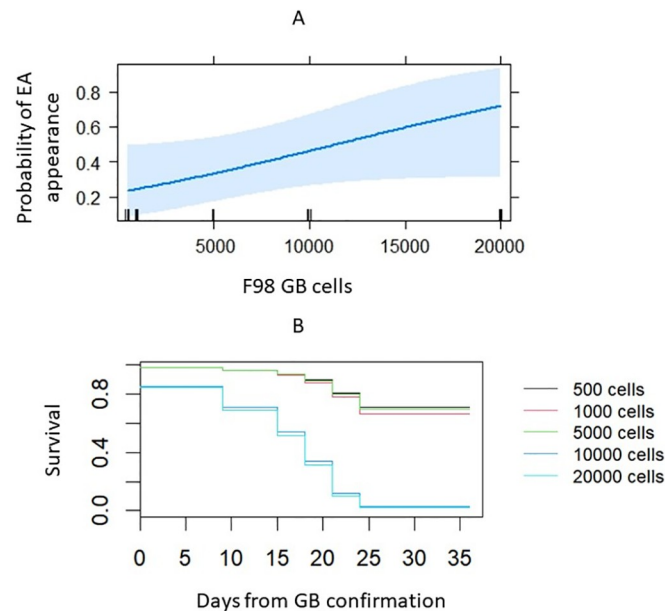 A
Probability of EA
appearance
0.8
0.6
0.4
0.2
5000 10000 15000 20000
F98 GB cells
B
Survival
0.8
0.4
0.0
0 5 10 15 20 25 30 35
Days from GB confirmation
500 cells
1000 cells
5000 cells
10000 cells
20000 cells